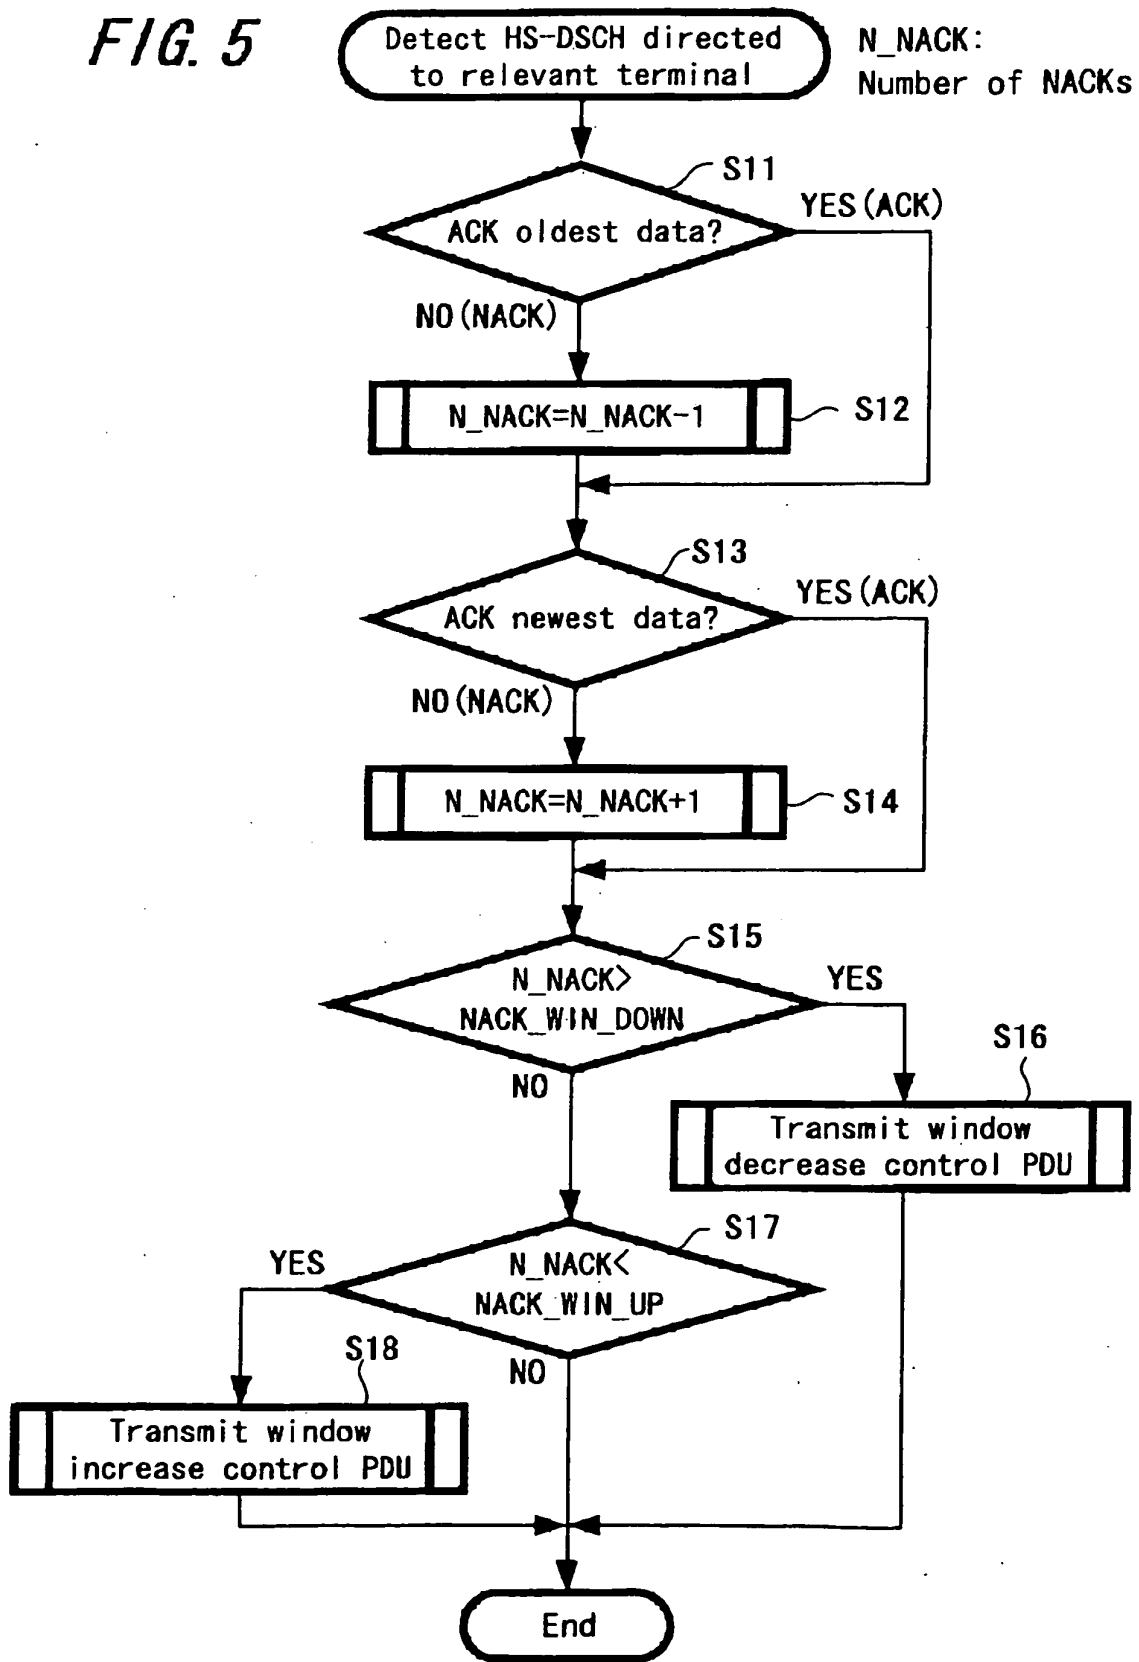 FIG. 5
Detect HS-DSCH directed
to relevant terminal
N_NACK:
Number of NACKs
S11
ACK oldest data?
YES(ACK)
NO(NACK)
N_NACK=N_NACK-1
S12
S13
ACK newest data?
YES(ACK)
NO(NACK)
N_NACK=N_NACK+1
S14
S15
N_NACK>
NACK_WIN_DOWN
YES
NO
S16
Transmit window
decrease control PDU
S17
N_NACK<
NACK_WIN_UP
YES
NO
S18
Transmit window
increase control PDU
End